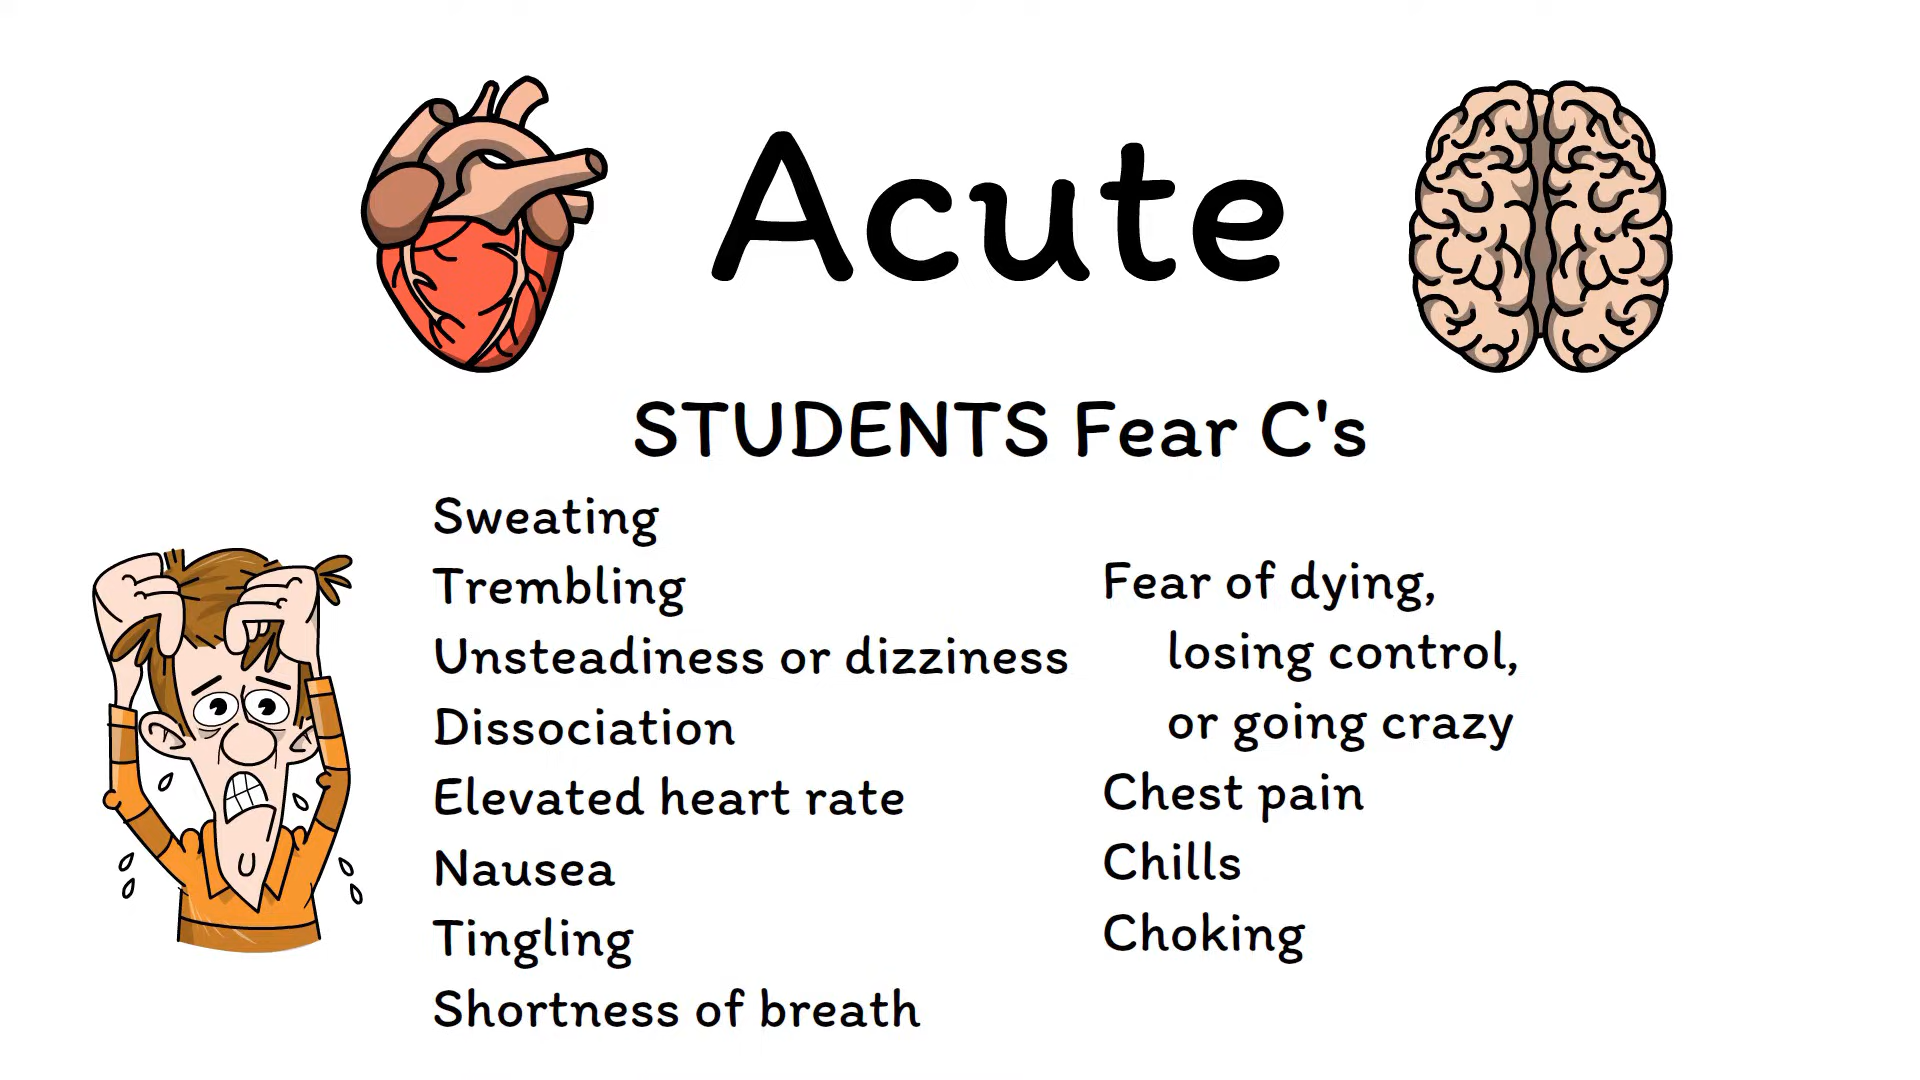 Acute
STUDENTS Fear C's
Sweating
Trembling
Unsteadiness or dizziness
Dissociation
Elevated heart rate
Nausea
Tingling
Shortness of breath
Fear of dying,
losing control,
or going crazy
Chest pain
Chills
Choking